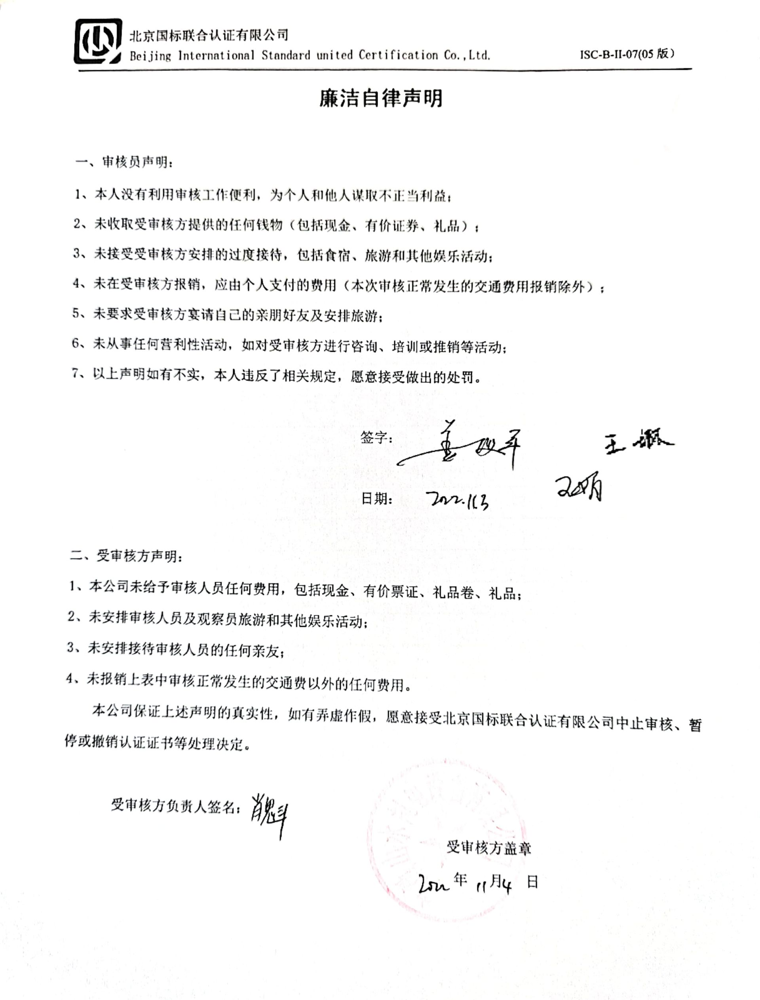 北京国标联合认证有限公司
Beijing International Standard united Certification Co.,Ltd.
ISC-B-II-07(05 版)
廉洁自律声明
一、审核员声明:
1、本人没有利用审核工作便利，为个人和他人谋取不正当利益;
2、未收取受审核方提供的任何钱物（包括现金、有价证券、礼品）;
3、未接受受审核方安排的过度接待，包括食宿、旅游和其他娱乐活动;
4、未在受审核方报销，应由个人支付的费用（本次审核正常发生的交通费用报销除外）;
5、未要求受审核方宴请自己的亲朋好友及安排旅游;
6、未从事任何营利性活动，如对受审核方进行咨询、培训或推销等活动;
7、以上声明如有不实，本人违反了相关规定，愿意接受做出的处罚。
签字: 王
日期: 2022.11.3
二、受审核方声明:
1、本公司未给予审核人员任何费用，包括现金、有价票证、礼品卷、礼品;
2、未安排审核人员及观察员旅游和其他娱乐活动;
3、未安排接待审核人员的任何亲友;
4、未报销上表中审核正常发生的交通费以外的任何费用。
本公司保证上述声明的真实性，如有弄虚作假，愿意接受北京国标联合认证有限公司中止审核、暂
停或撤销认证证书等处理决定。
受审核方负责人签名: 肖魁斗
受审核方盖章
2022 年 11 月 4 日